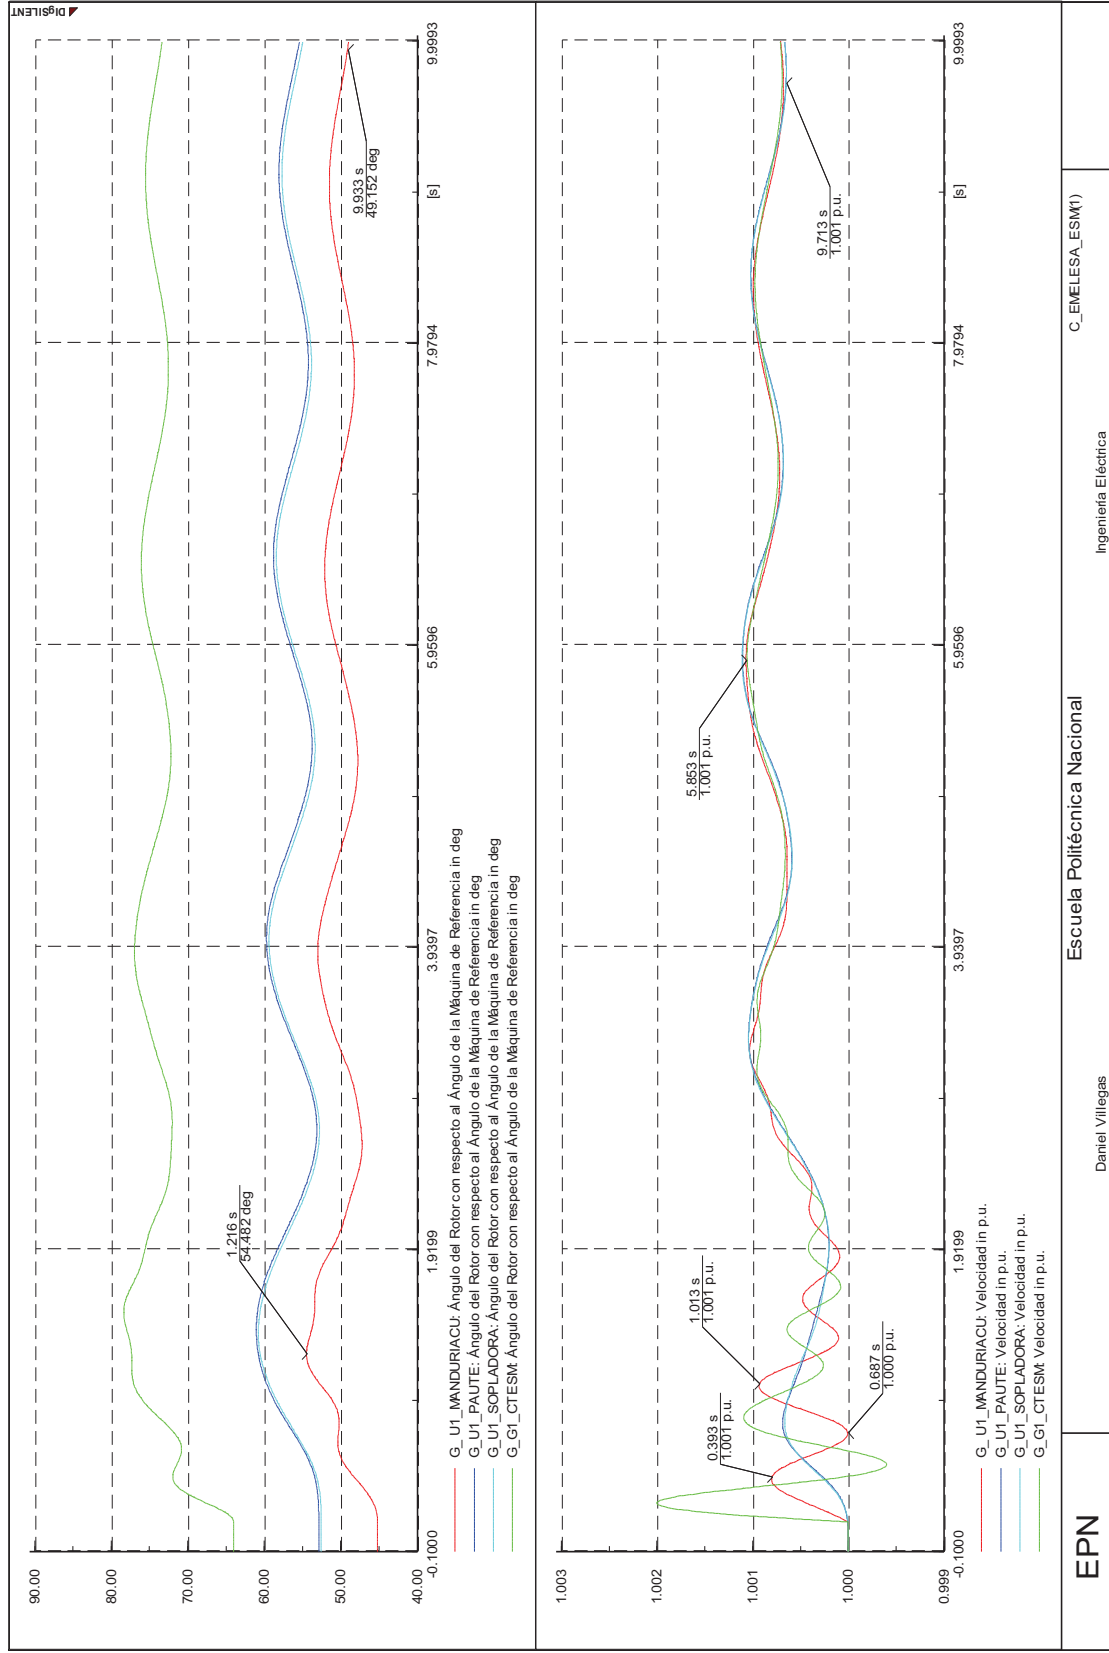 DIgSILENT
90.00
80.00
70.00
60.00
50.00
40.00
-0.1000
1.9199
3.9397
5.9596
7.9794
9.9993
[s]
1.216 s
54.482 deg
9.933 s
49.152 deg
G_U1_MANDURIACU: Ángulo del Rotor con respecto al Ángulo de la Máquina de Referencia in deg
G_U1_PAUTE: Ángulo del Rotor con respecto al Ángulo de la Máquina de Referencia in deg
G_U1_SOPLADORA: Ángulo del Rotor con respecto al Ángulo de la Máquina de Referencia in deg
G_G1_CTESM: Ángulo del Rotor con respecto al Ángulo de la Máquina de Referencia in deg
1.003
1.002
1.001
1.000
0.999
-0.1000
1.9199
3.9397
5.9596
7.9794
9.9993
[s]
0.393 s
1.001 p.u.
0.687 s
1.000 p.u.
1.013 s
1.001 p.u.
5.853 s
1.001 p.u.
9.713 s
1.001 p.u.
G_U1_MANDURIACU: Velocidad in p.u.
G_U1_PAUTE: Velocidad in p.u.
G_U1_SOPLADORA: Velocidad in p.u.
G_G1_CTESM: Velocidad in p.u.
EPN
Escuela Politécnica Nacional
C_EMELESA_ESM(1)
Daniel Villegas
Ingeniería Eléctrica